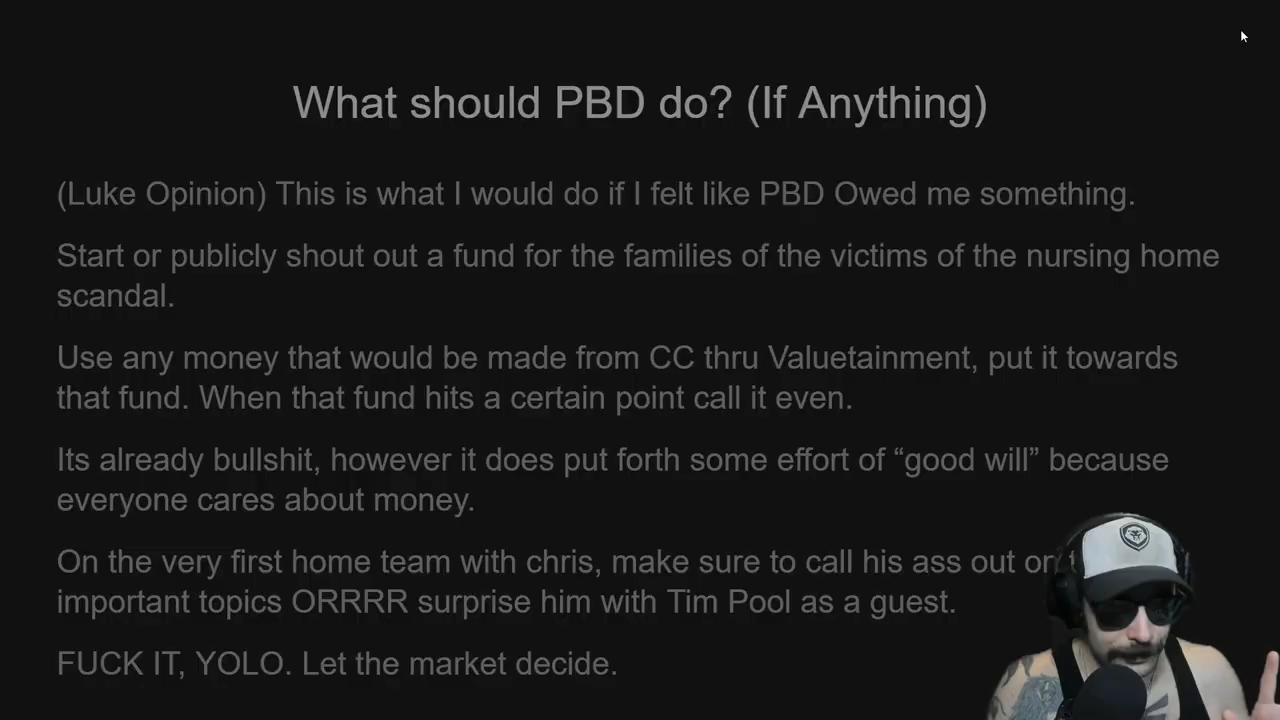 What should PBD do? (If Anything)
(Luke Opinion) This is what I would do if I felt like PBD Owed me something.
Start or publicly shout out a fund for the families of the victims of the nursing home
scandal.
Use any money that would be made from CC thru Valuetainment, put it towards
that fund. When that fund hits a certain point call it even.
Its already bullshit, however it does put forth some effort of “good will” because
everyone cares about money.
On the very first home team with chris, make sure to call his ass out on
important topics ORRRR surprise him with Tim Pool as a guest.
FUCK IT, YOLO. Let the market decide.